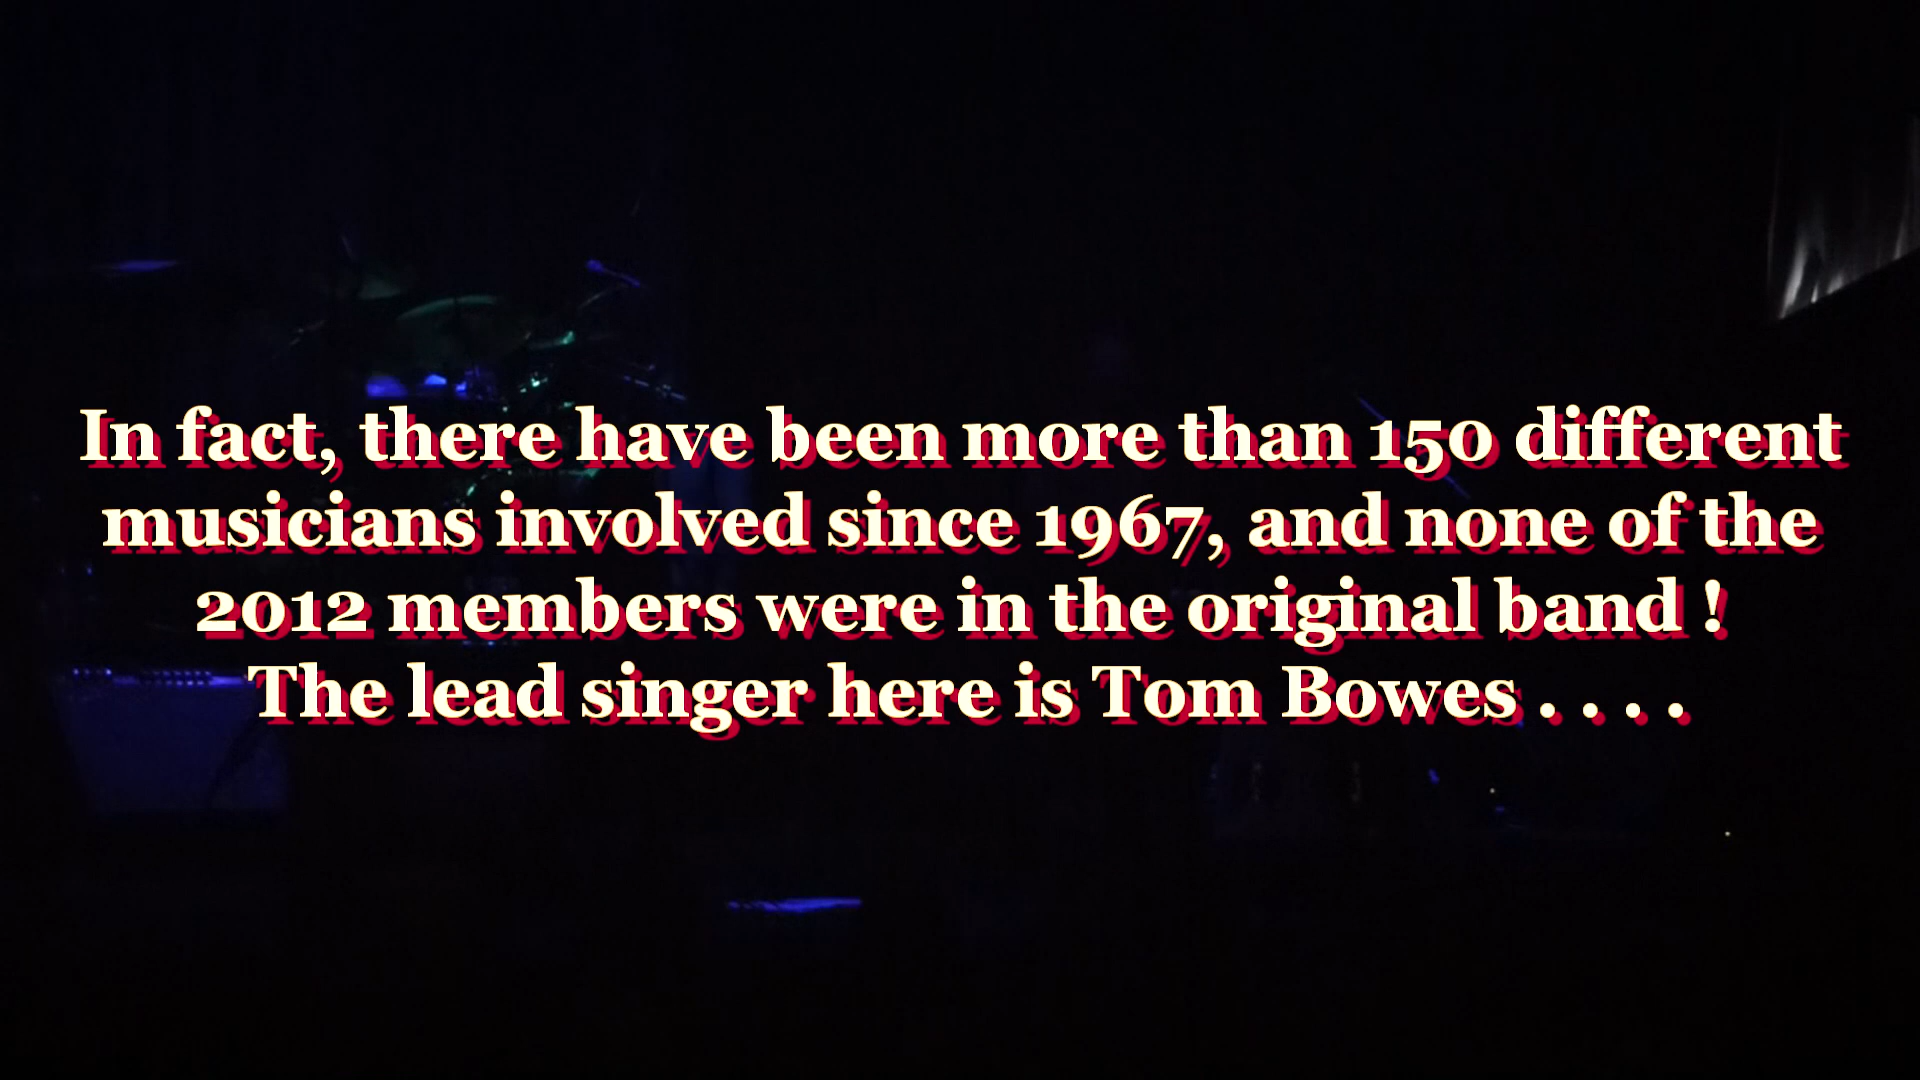 In fact, there have been more than 150 different
musicians involved since 1967, and none of the
2012 members were in the original band !
The lead singer here is Tom Bowes . . . .